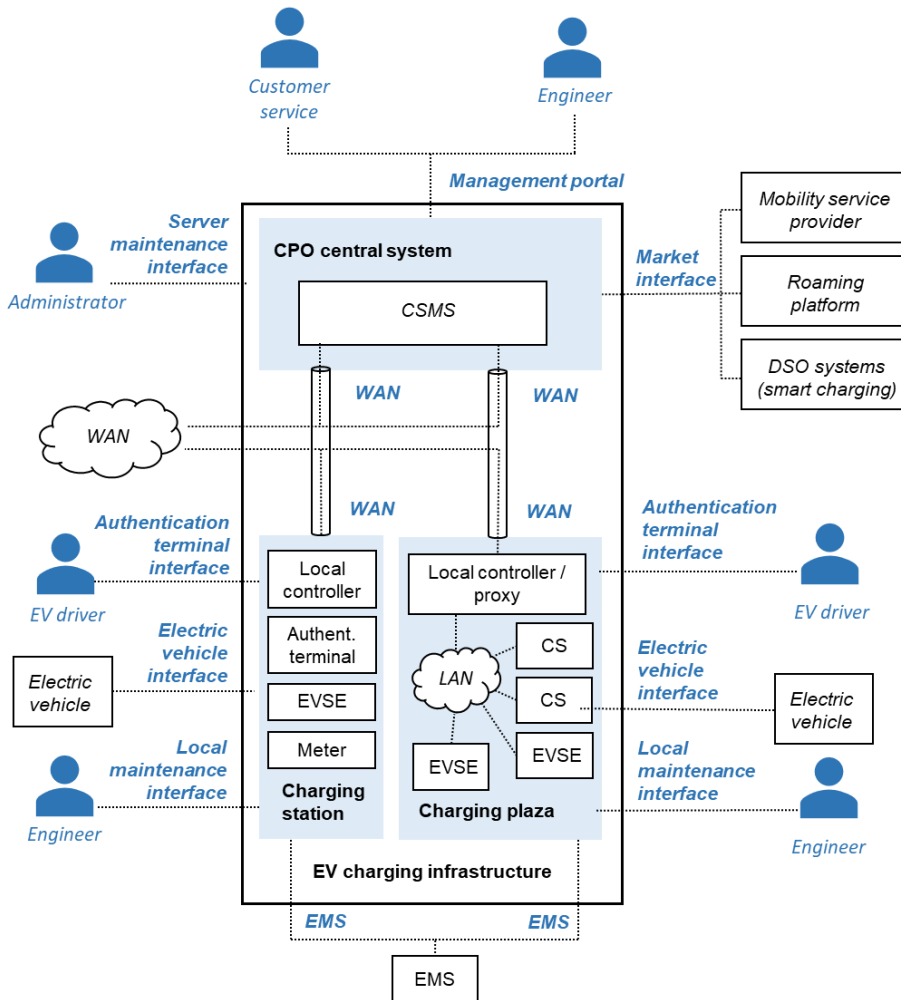 Customer
service
Engineer
Management portal
Server
maintenance
interface
Administrator
CPO central system
CSMS
Market
interface
Mobility service
provider
Roaming
platform
DSO systems
(smart charging)
WAN
WAN
WAN
WAN
WAN
Authentication
terminal
interface
EV driver
Electric
vehicle
interface
Electric
vehicle
Local
maintenance
interface
Engineer
Local
controller
Authent.
terminal
EVSE
Meter
Charging
station
Local controller /
proxy
LAN
CS
CS
EVSE
EVSE
Charging plaza
Authentication
terminal
interface
EV driver
Electric
vehicle
interface
Electric
vehicle
Local
maintenance
interface
Engineer
EV charging infrastructure
EMS
EMS
EMS